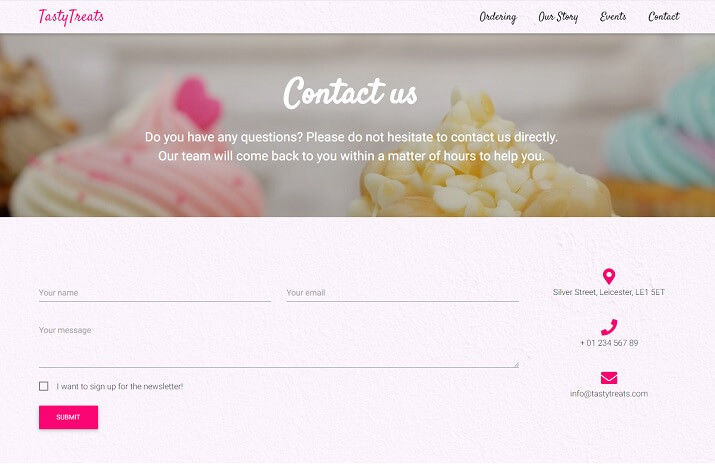 TastyTreats
Ordering
Our Story
Events
Contact
Contact us
Do you have any questions? Please do not hesitate to contact us directly.
Our team will come back to you within a matter of hours to help you.
Your name
Your email
Your message
I want to sign up for the newsletter!
SUBMIT
Silver Street, Leicester, LE1 5ET
+ 01 234 567 89
info@tastytreats.com